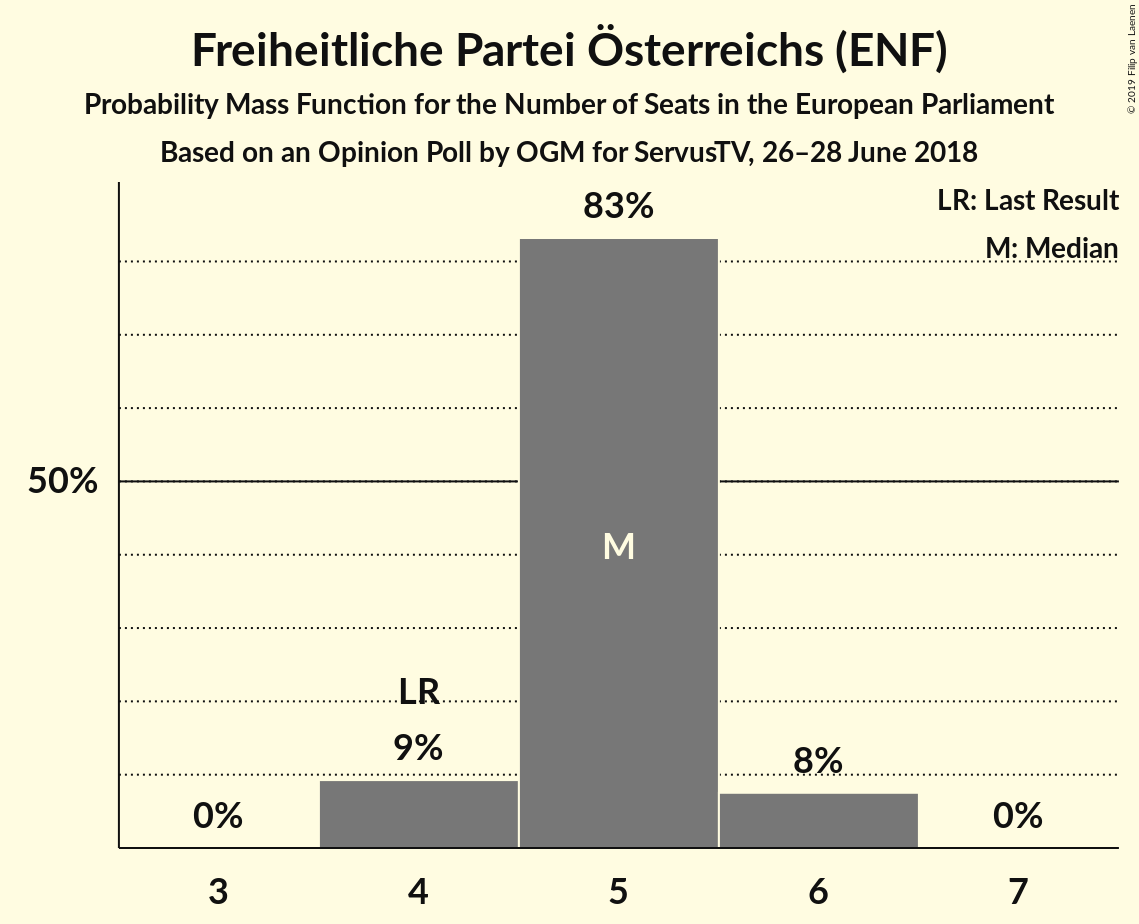 Freiheitliche Partei Österreichs (ENF)
Probability Mass Function for the Number of Seats in the European Parliament
Based on an Opinion Poll by OGM for ServusTV, 26–28 June 2018
© 2019 Filip van Laenen
LR: Last Result
M: Median
83%
50%
M
LR
9%
8%
0%
0%
3 4 5 6 7